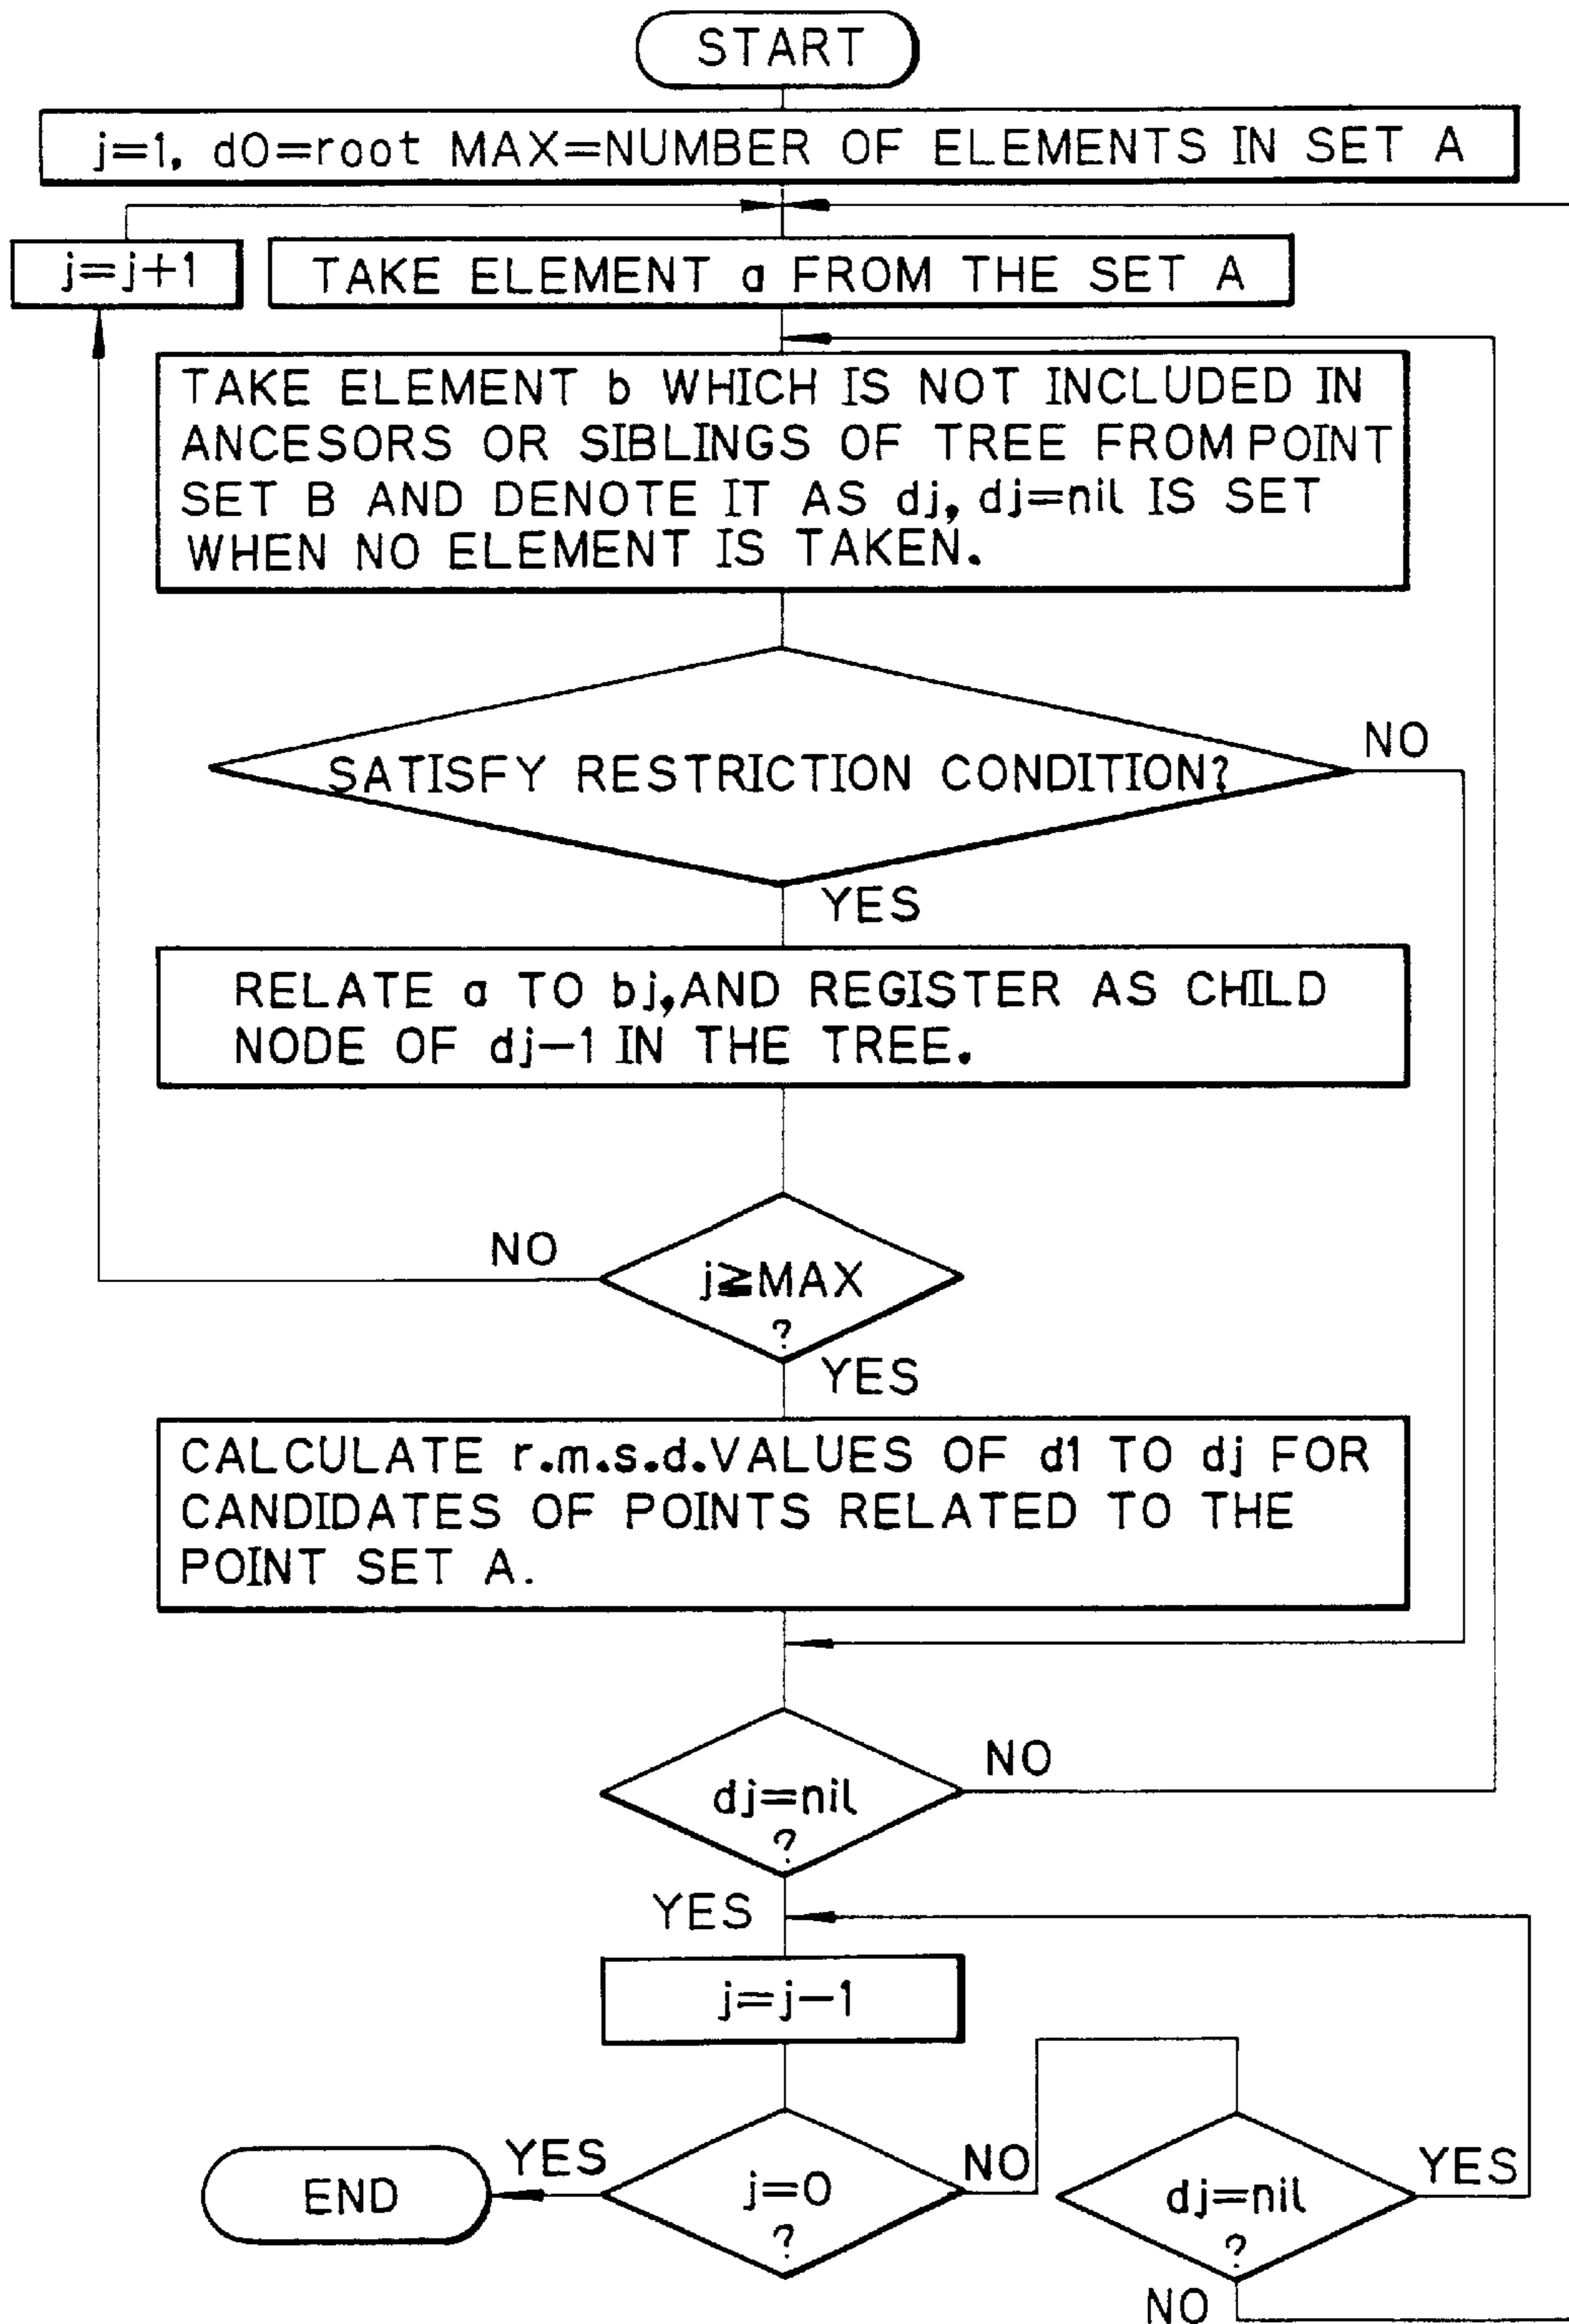 START
j=1, d0=root MAX=NUMBER OF ELEMENTS IN SET A
j=j+1
TAKE ELEMENT a FROM THE SET A
TAKE ELEMENT b WHICH IS NOT INCLUDED IN
ANCESORS OR SIBLINGS OF TREE FROM POINT
SET B AND DENOTE IT AS dj, dj=nil IS SET
WHEN NO ELEMENT IS TAKEN.
SATISFY RESTRICTION CONDITION?
NO
YES
RELATE a TO bj, AND REGISTER AS CHILD
NODE OF dj-1 IN THE TREE.
NO
j≧MAX
?
YES
CALCULATE r.m.s.d. VALUES OF d1 TO dj FOR
CANDIDATES OF POINTS RELATED TO THE
POINT SET A.
dj=nil
?
NO
YES
j=j-1
END
YES
j=0
?
NO
dj=nil
?
YES
NO